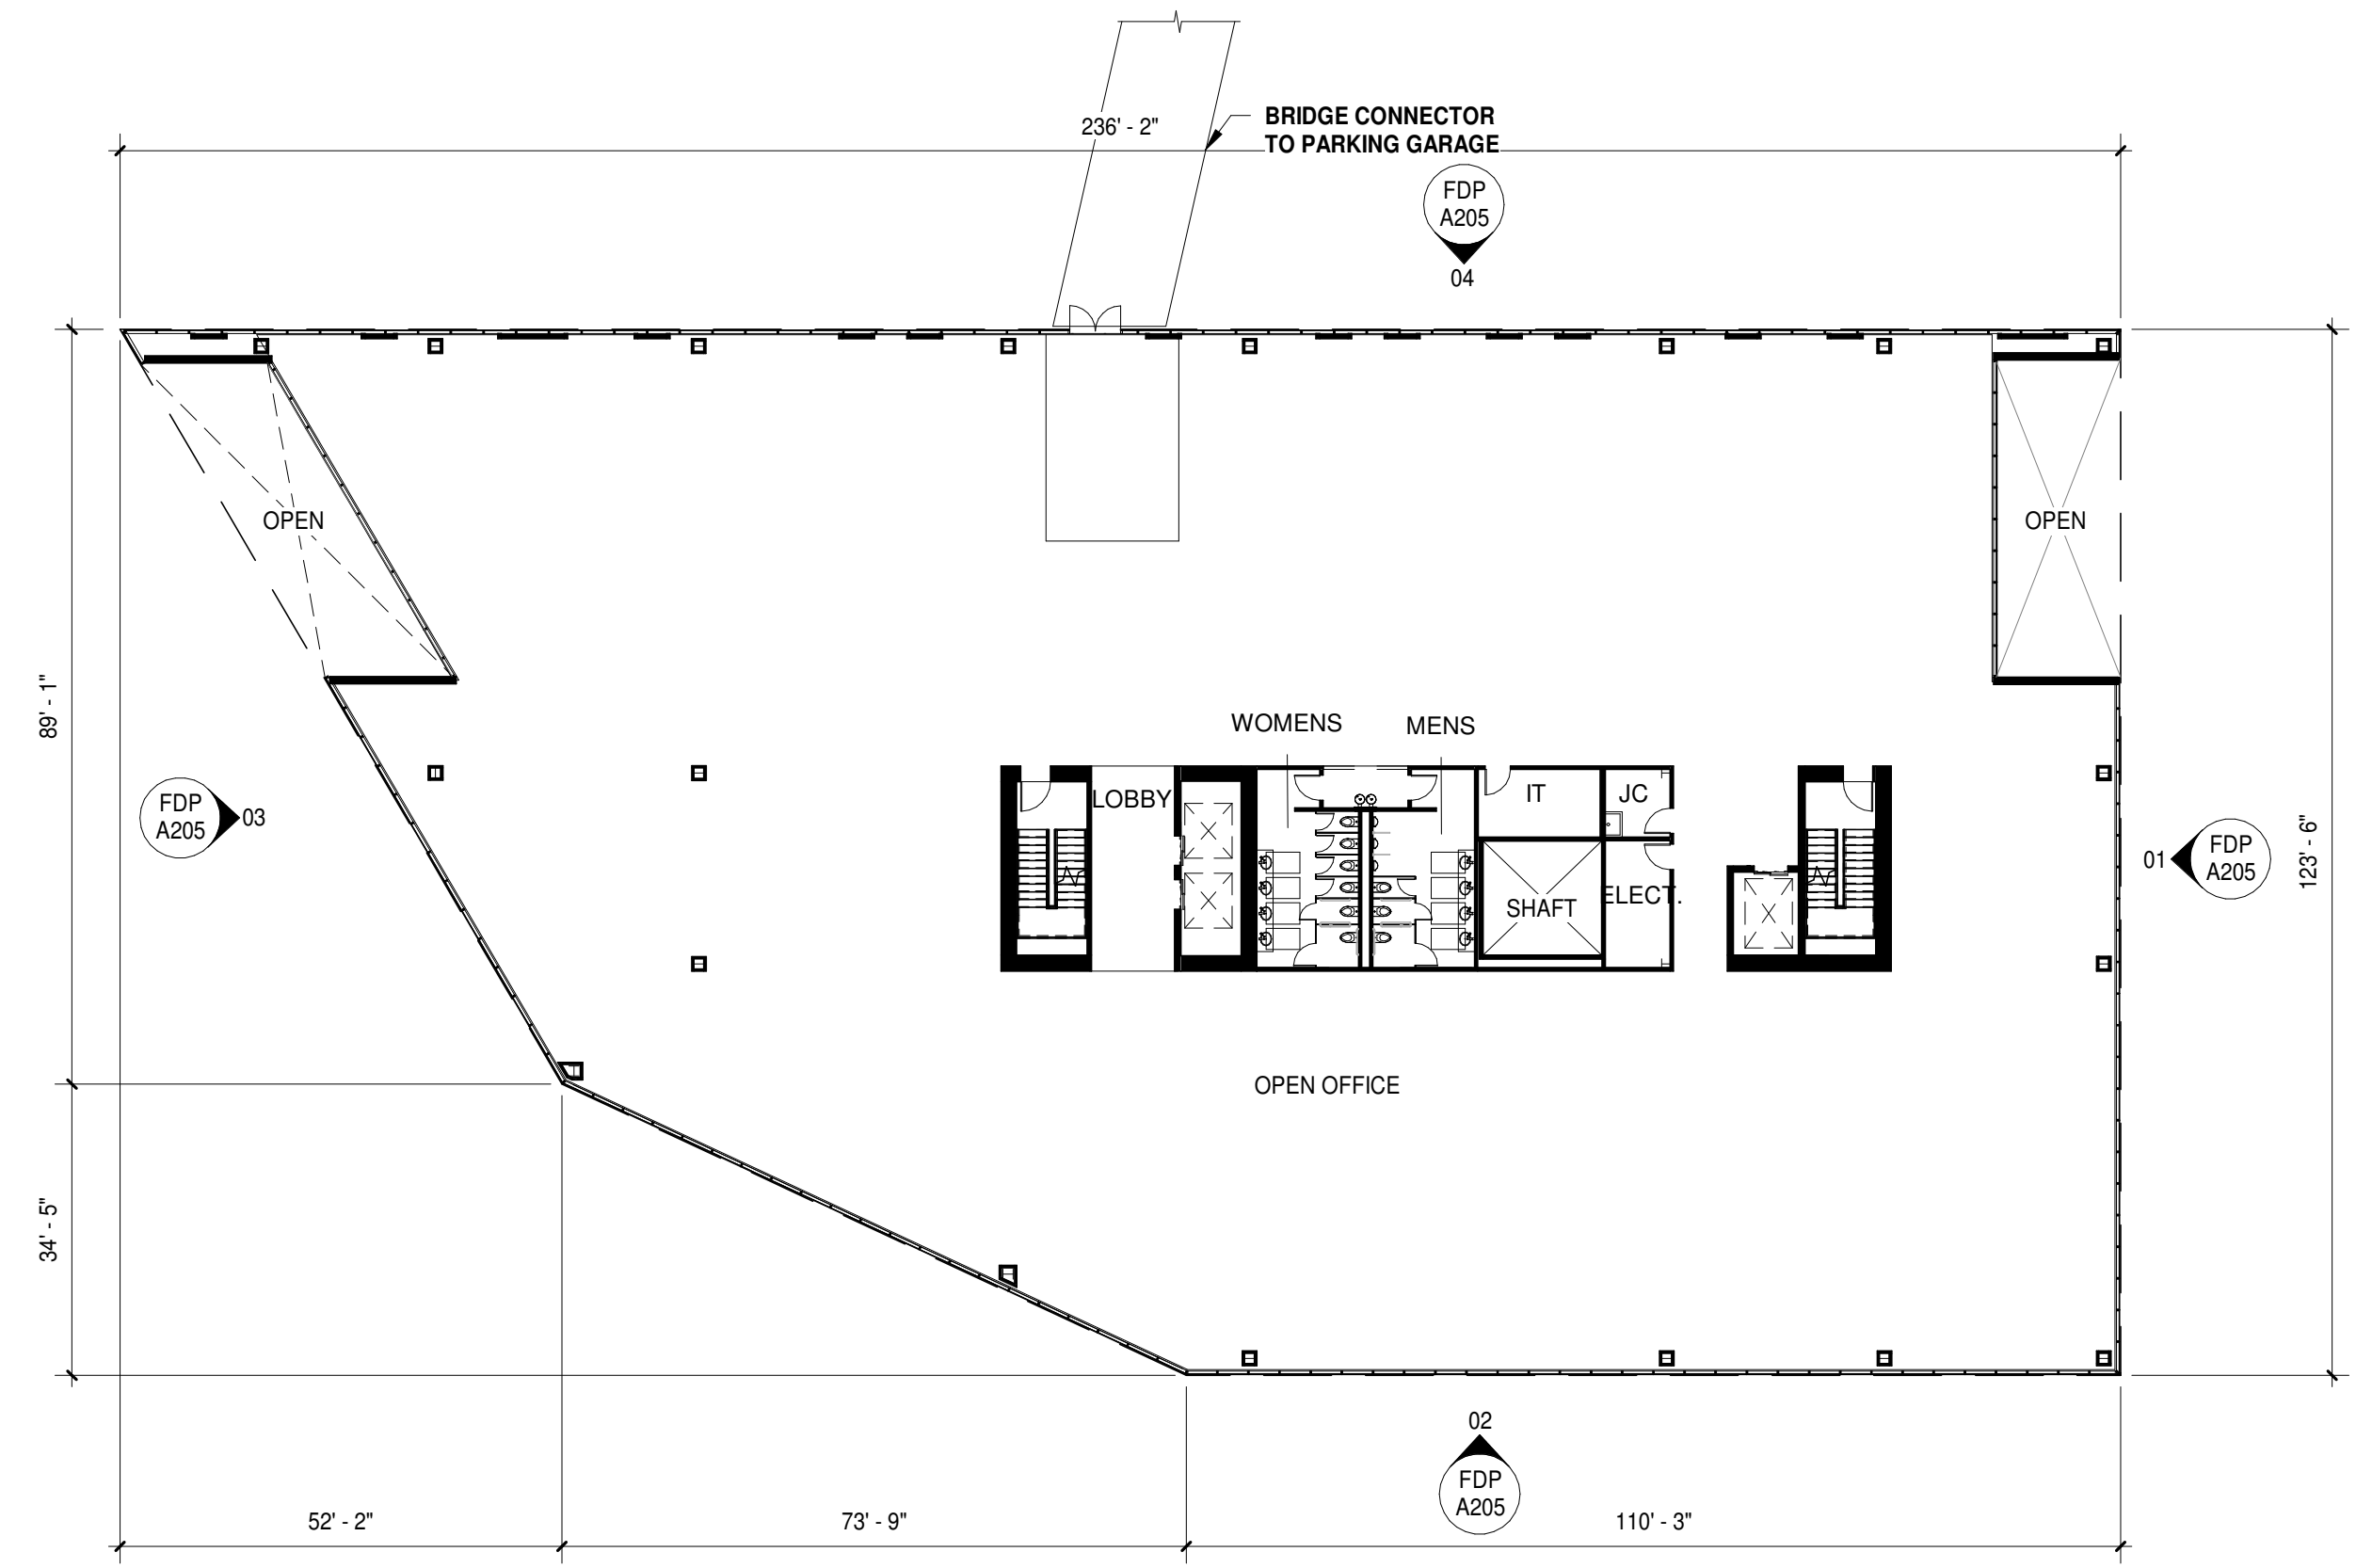 236' - 2"
BRIDGE CONNECTOR
TO PARKING GARAGE
FDP
A205
04
OPEN
OPEN
89' - 1"
WOMENS
MENS
LOBBY
IT
JC
FDP
A205
03
SHAFT
ELECT.
01
FDP
A205
123' - 6"
OPEN OFFICE
34' - 5"
02
FDP
A205
52' - 2"
73' - 9"
110' - 3"